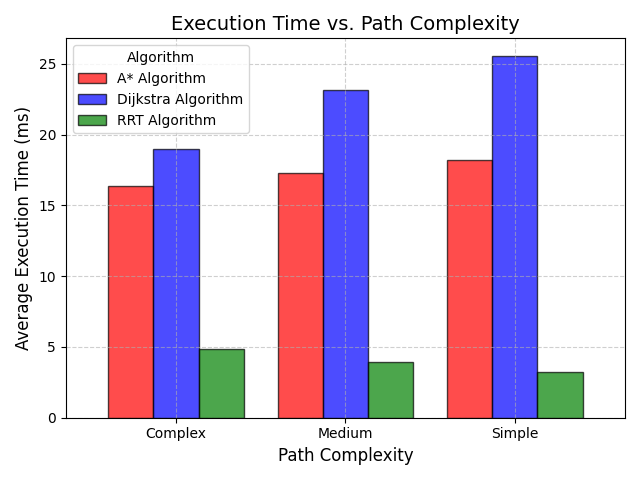 Execution Time vs. Path Complexity
Algorithm
A* Algorithm
Dijkstra Algorithm
RRT Algorithm
Average Execution Time (ms)
25
20
15
10
5
0
Complex
Medium
Simple
Path Complexity